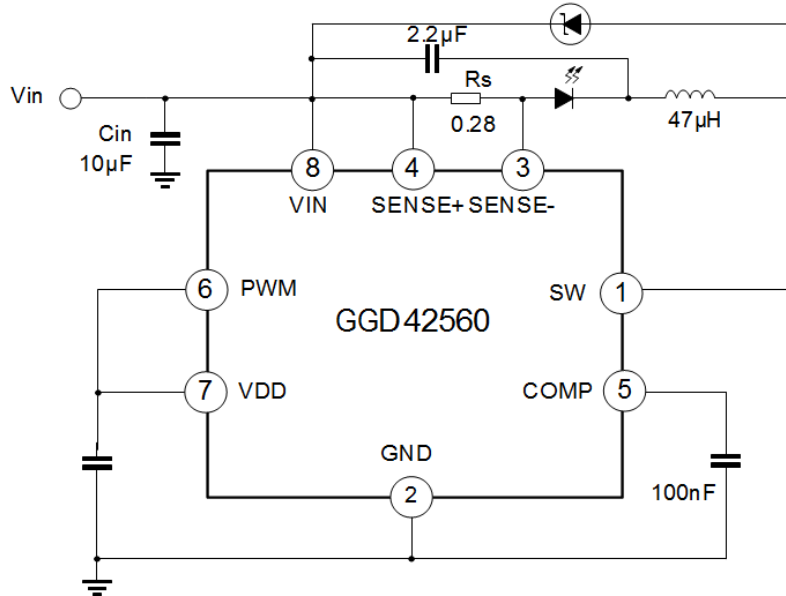 2.2µF
Vin
Rs
Cin
0.28
47µH
10µF
8
4
3
VIN
SENSE+
SENSE-
6
PWM
SW
1
GGD42560
7
VDD
COMP
5
GND
2
100nF